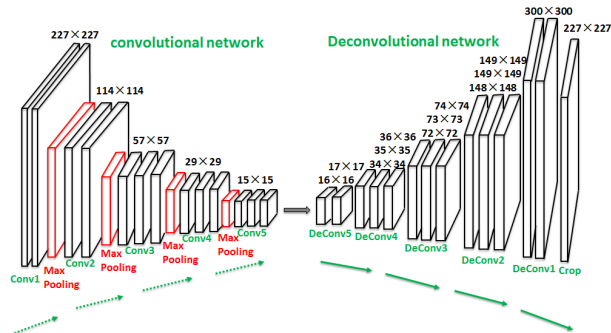 convolutional network
Deconvolutional network
227×227
114×114
57×57
29×29
15×15
17×17
16×16
36×36
35×35
34×34
74×74
73×73
72×72
149×149
149×149
148×148
300×300
227×227
Conv1
Max Pooling
Conv2
Max Pooling
Conv3
Max Pooling
Conv4
Max Pooling
Conv5
DeConv5
DeConv4
DeConv3
DeConv2
DeConv1
Crop